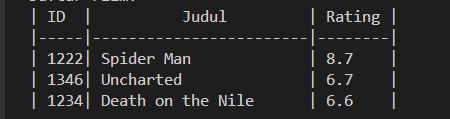 | ID |         Judul          | Rating |
|-----|------------------------|--------|
| 1222| Spider Man             | 8.7    |
| 1346| Uncharted              | 6.7    |
| 1234| Death on the Nile      | 6.6    |